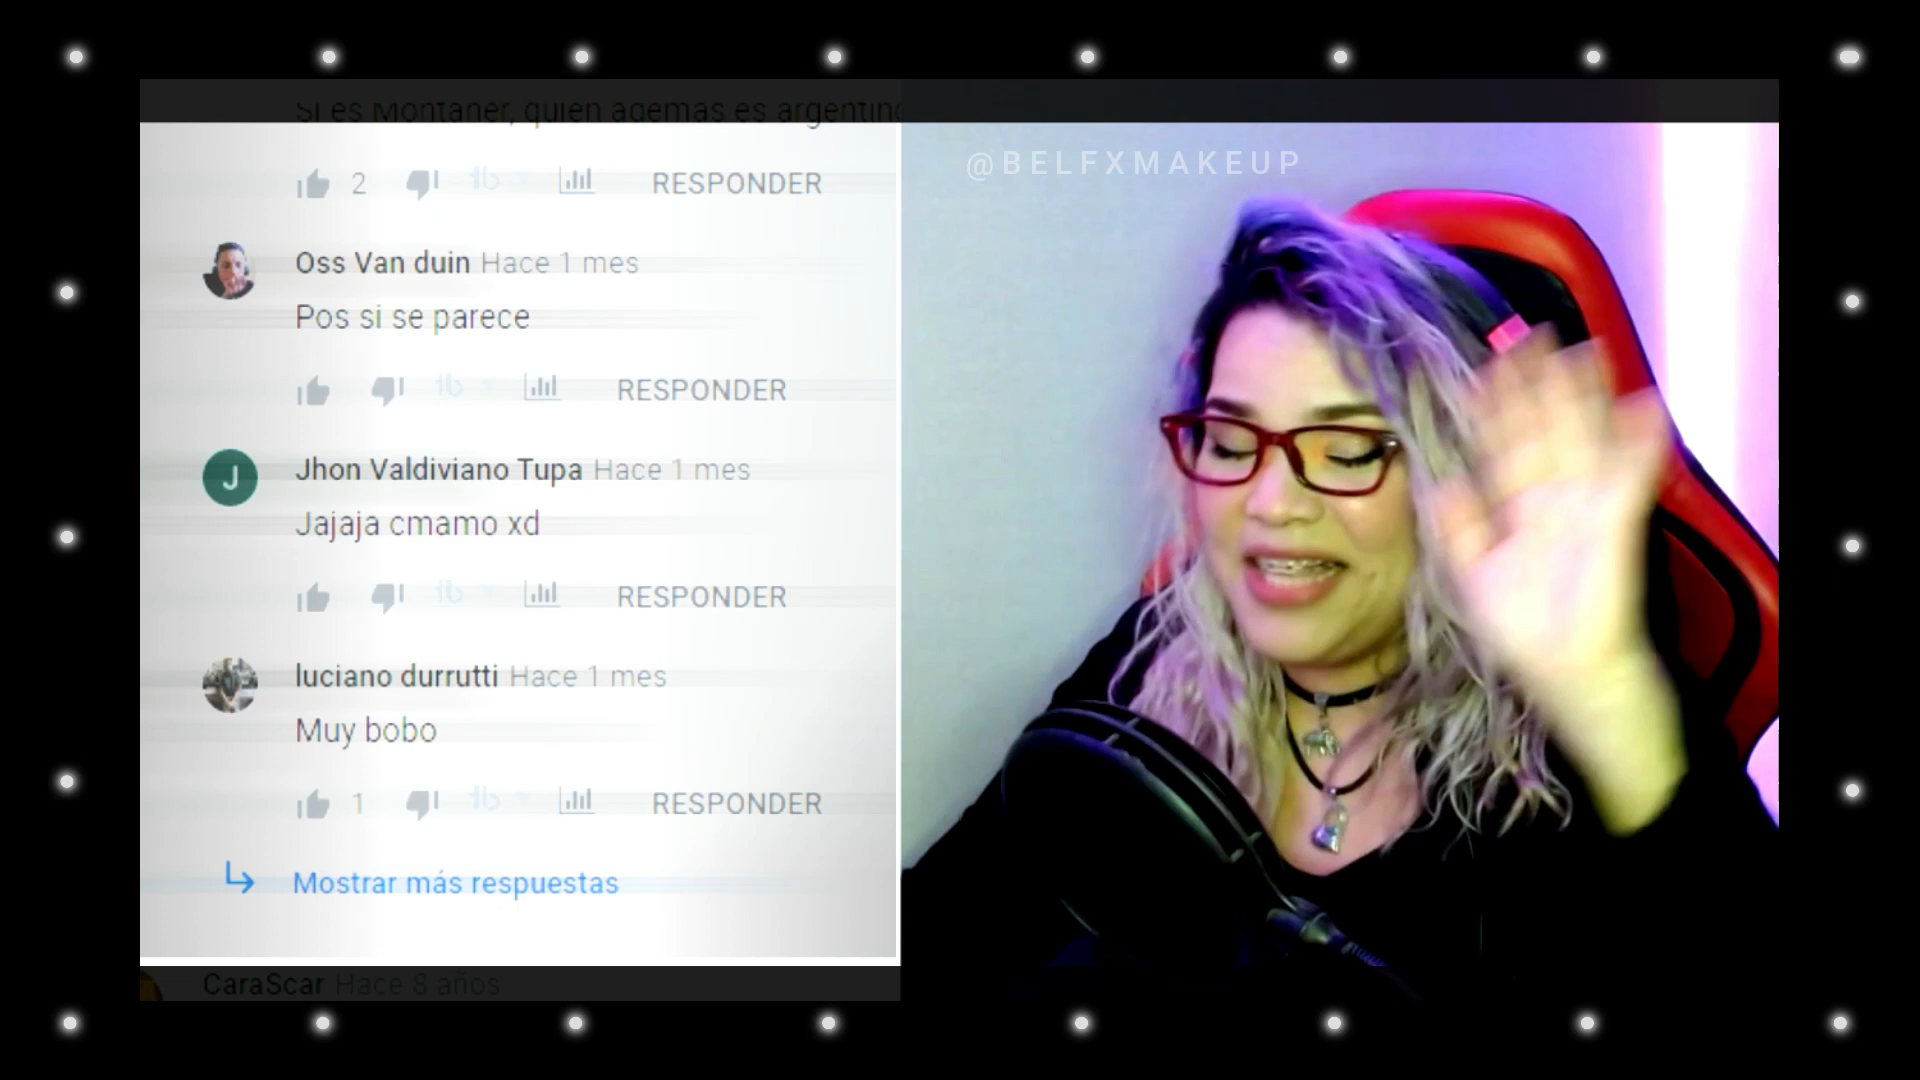 Si es Montaner, quien ademas es argentino
@BELFXMAKEUP
2 RESPONDER
Oss Van duin Hace 1 mes
Pos si se parece
RESPONDER
J
Jhon Valdiviano Tupa Hace 1 mes
Jajaja cmamo xd
RESPONDER
luciano durrutti Hace 1 mes
Muy bobo
1 RESPONDER
Mostrar más respuestas
CaraScar Hace 8 años